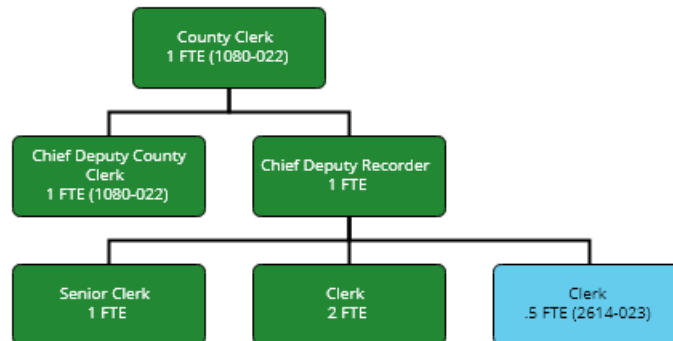 County Clerk
1 FTE (1080-022)
Chief Deputy County
Clerk
1 FTE (1080-022)
Chief Deputy Recorder
1 FTE
Senior Clerk
1 FTE
Clerk
2 FTE
Clerk
.5 FTE (2614-023)